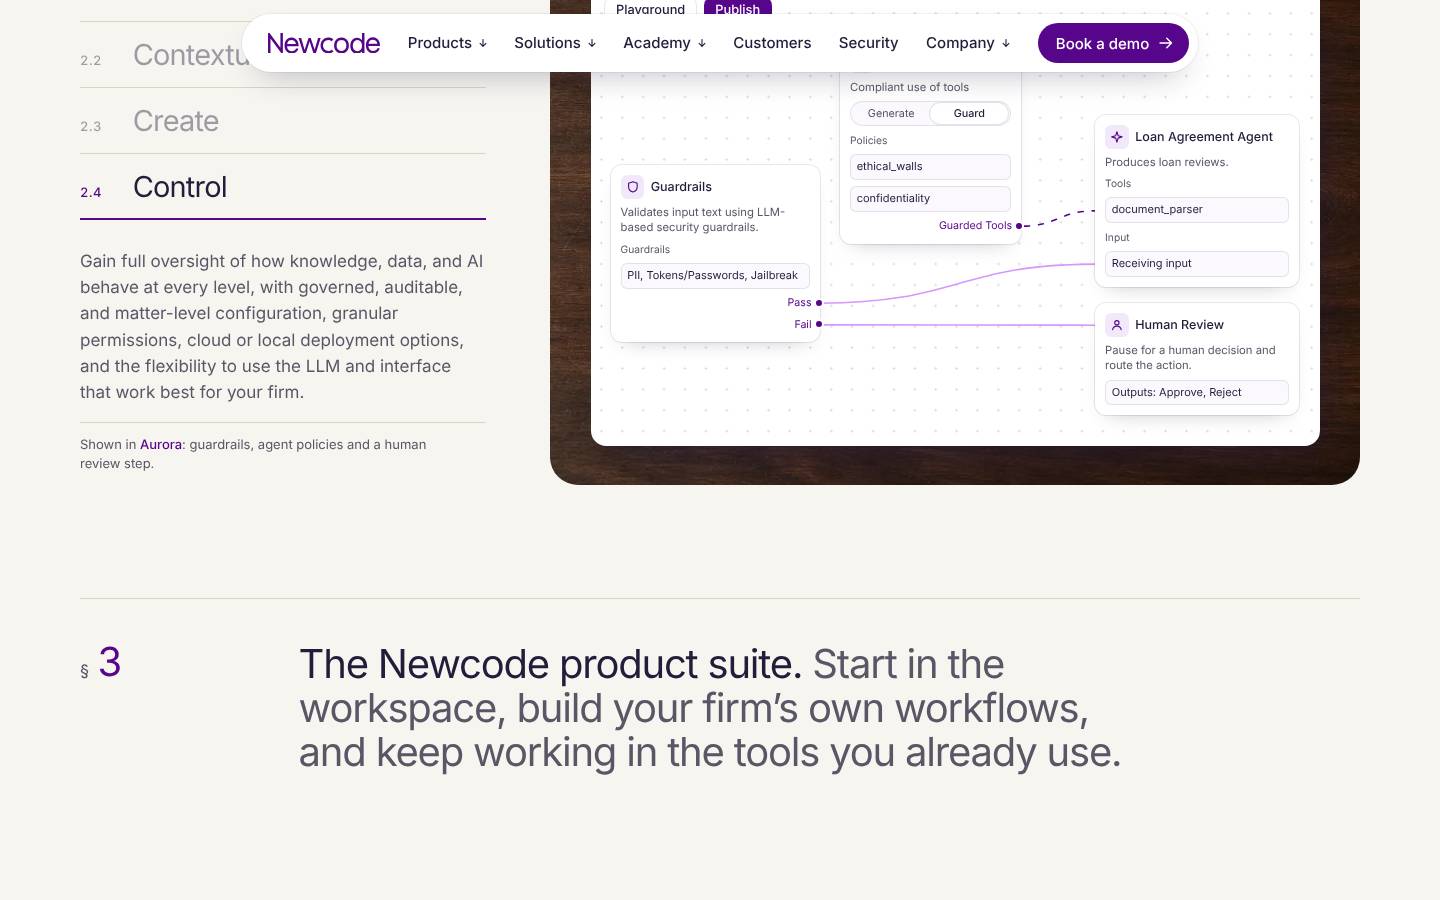 Playground
Publish
Newcode
Products
Solutions
Academy
Customers
Security
Company
Book a demo
2.2
2.3 Create
2.4 Control
Gain full oversight of how knowledge, data, and AI
behave at every level, with governed, auditable,
and matter-level configuration, granular
permissions, cloud or local deployment options,
and the flexibility to use the LLM and interface
that work best for your firm.
Shown in Aurora: guardrails, agent policies and a human
review step.
Guardrails
Validates input text using LLM-
based security guardrails.
Guardrails
PII, Tokens/Passwords, Jailbreak
Pass
Fail
Compliant use of tools
Generate
Guard
Policies
ethical_walls
confidentiality
Guarded Tools
Loan Agreement Agent
Produces loan reviews.
Tools
document_parser
Input
Receiving input
Human Review
Pause for a human decision and
route the action.
Outputs: Approve, Reject
§ 3
The Newcode product suite. Start in the
workspace, build your firm’s own workflows,
and keep working in the tools you already use.